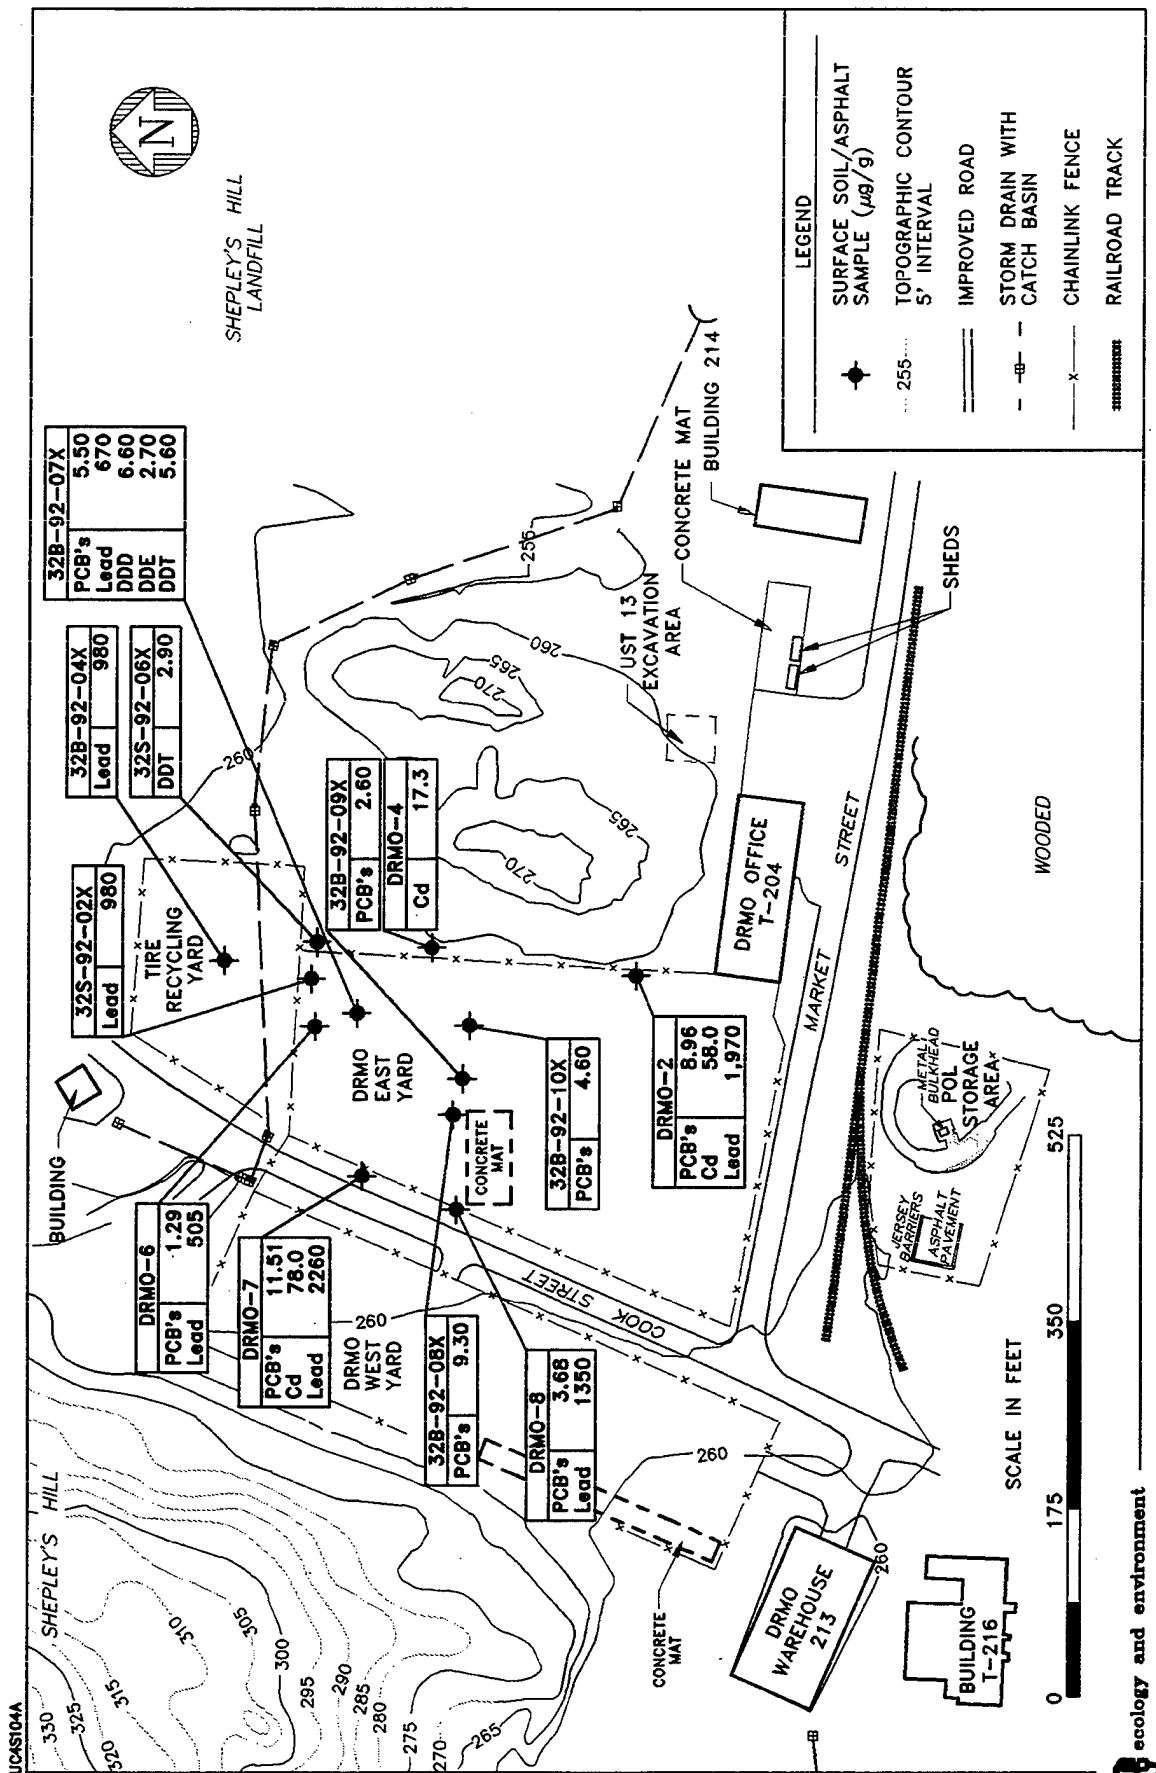 UC4S104A
SHEPLEY'S HILL
330
325
320
315
310
305
300
295
290
285
280
275
270
265
BUILDING
DRMO-6
PCB's 1.29
Lead 505
DRMO-7
PCB's 11.51
Cd 78.0
Lead 2260
260
DRMO
WEST YARD
32B-92-08X
PCB's 9.30
DRMO-8
PCB's 3.68
Lead 1350
CONCRETE
MAT
260
DRMO
WAREHOUSE
213
260
BUILDING
T-216
32S-92-02X
Lead 980
TIRE
RECYCLING
YARD
32B-92-04X
Lead 980
32S-92-06X
DDT 2.90
32B-92-07X
PCB's 5.50
Lead 670
DDD 6.60
DDE 2.70
DDT 5.60
260
DRMO
EAST
YARD
32B-92-09X
PCB's 2.60
DRMO-4
Cd 17.3
CONCRETE
MAT
32B-92-10X
PCB's 4.60
DRMO-2
PCB's 8.96
Cd 58.0
Lead 1,970
COOK STREET
MARKET STREET
DRMO OFFICE
T-204
270
265
270
265
260
255
UST 13
EXCAVATION
AREA
CONCRETE MAT
BUILDING 214
SHEDS
WOODED
METAL
BULKHEAD
POL
STORAGE
AREA
JERSEY
BARRIERS
ASPHALT
PAVEMENT
N
SHEPLEY'S HILL
LANDFILL
LEGEND
SURFACE SOIL/ASPHALT
SAMPLE (µg/g)
255 TOPOGRAPHIC CONTOUR
5' INTERVAL
IMPROVED ROAD
STORM DRAIN WITH
CATCH BASIN
CHAINLINK FENCE
RAILROAD TRACK
SCALE IN FEET
0 175 350 525
ecology and environment